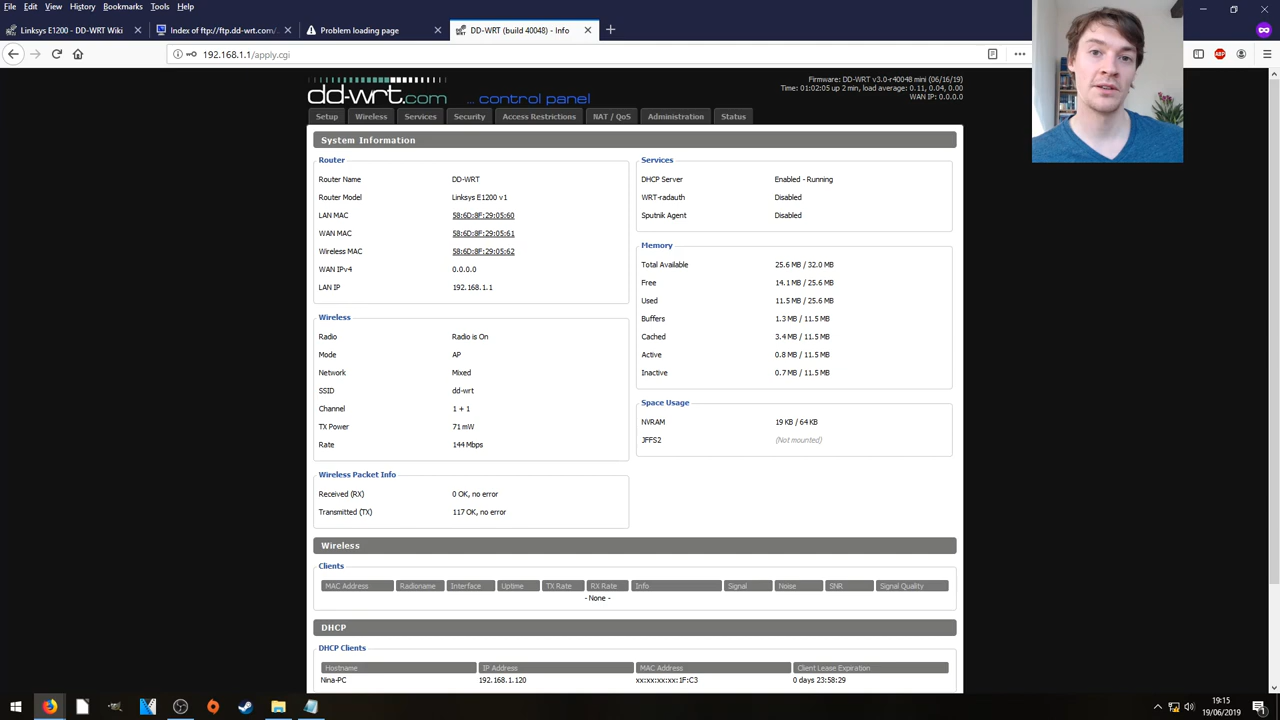 File Edit View History Bookmarks Tools Help
Linksys E1200 - DD-WRT Wiki
Index of ftp://ftp.dd-wrt.com/
Problem loading page
DD-WRT (build 40048) - Info
192.168.1.1/apply.cgi
dd-wrt.com ... control panel
Firmware: DD-WRT v3.0-r40048 mini (06/16/19)
Time: 01:02:05 up 2 min, load average: 0.11, 0.04, 0.00
WAN IP: 0.0.0.0
Setup Wireless Services Security Access Restrictions NAT / QoS Administration Status
System Information
Router
Router Name DD-WRT
Router Model Linksys E1200 v1
LAN MAC 58:6D:8F:29:05:60
WAN MAC 58:6D:8F:29:05:61
Wireless MAC 58:6D:8F:29:05:62
WAN IPv4 0.0.0.0
LAN IP 192.168.1.1
Wireless
Radio Radio is On
Mode AP
Network Mixed
SSID dd-wrt
Channel 1 + 1
TX Power 71 mW
Rate 144 Mbps
Wireless Packet Info
Received (RX) 0 OK, no error
Transmitted (TX) 117 OK, no error
Services
DHCP Server Enabled - Running
WRT-radauth Disabled
Sputnik Agent Disabled
Memory
Total Available 25.6 MB / 32.0 MB
Free 14.1 MB / 25.6 MB
Used 11.5 MB / 25.6 MB
Buffers 1.3 MB / 11.5 MB
Cached 3.4 MB / 11.5 MB
Active 0.8 MB / 11.5 MB
Inactive 0.7 MB / 11.5 MB
Space Usage
NVRAM 19 KB / 64 KB
JFFS2 (Not mounted)
Wireless
Clients
MAC Address Radioname Interface Uptime TX Rate RX Rate Info Signal Noise SNR Signal Quality
- None -
DHCP
DHCP Clients
Hostname IP Address MAC Address Client Lease Expiration
Nina-PC 192.168.1.120 xx:xx:xx:xx:1F:C3 0 days 23:58:29
19:15
19/06/2019